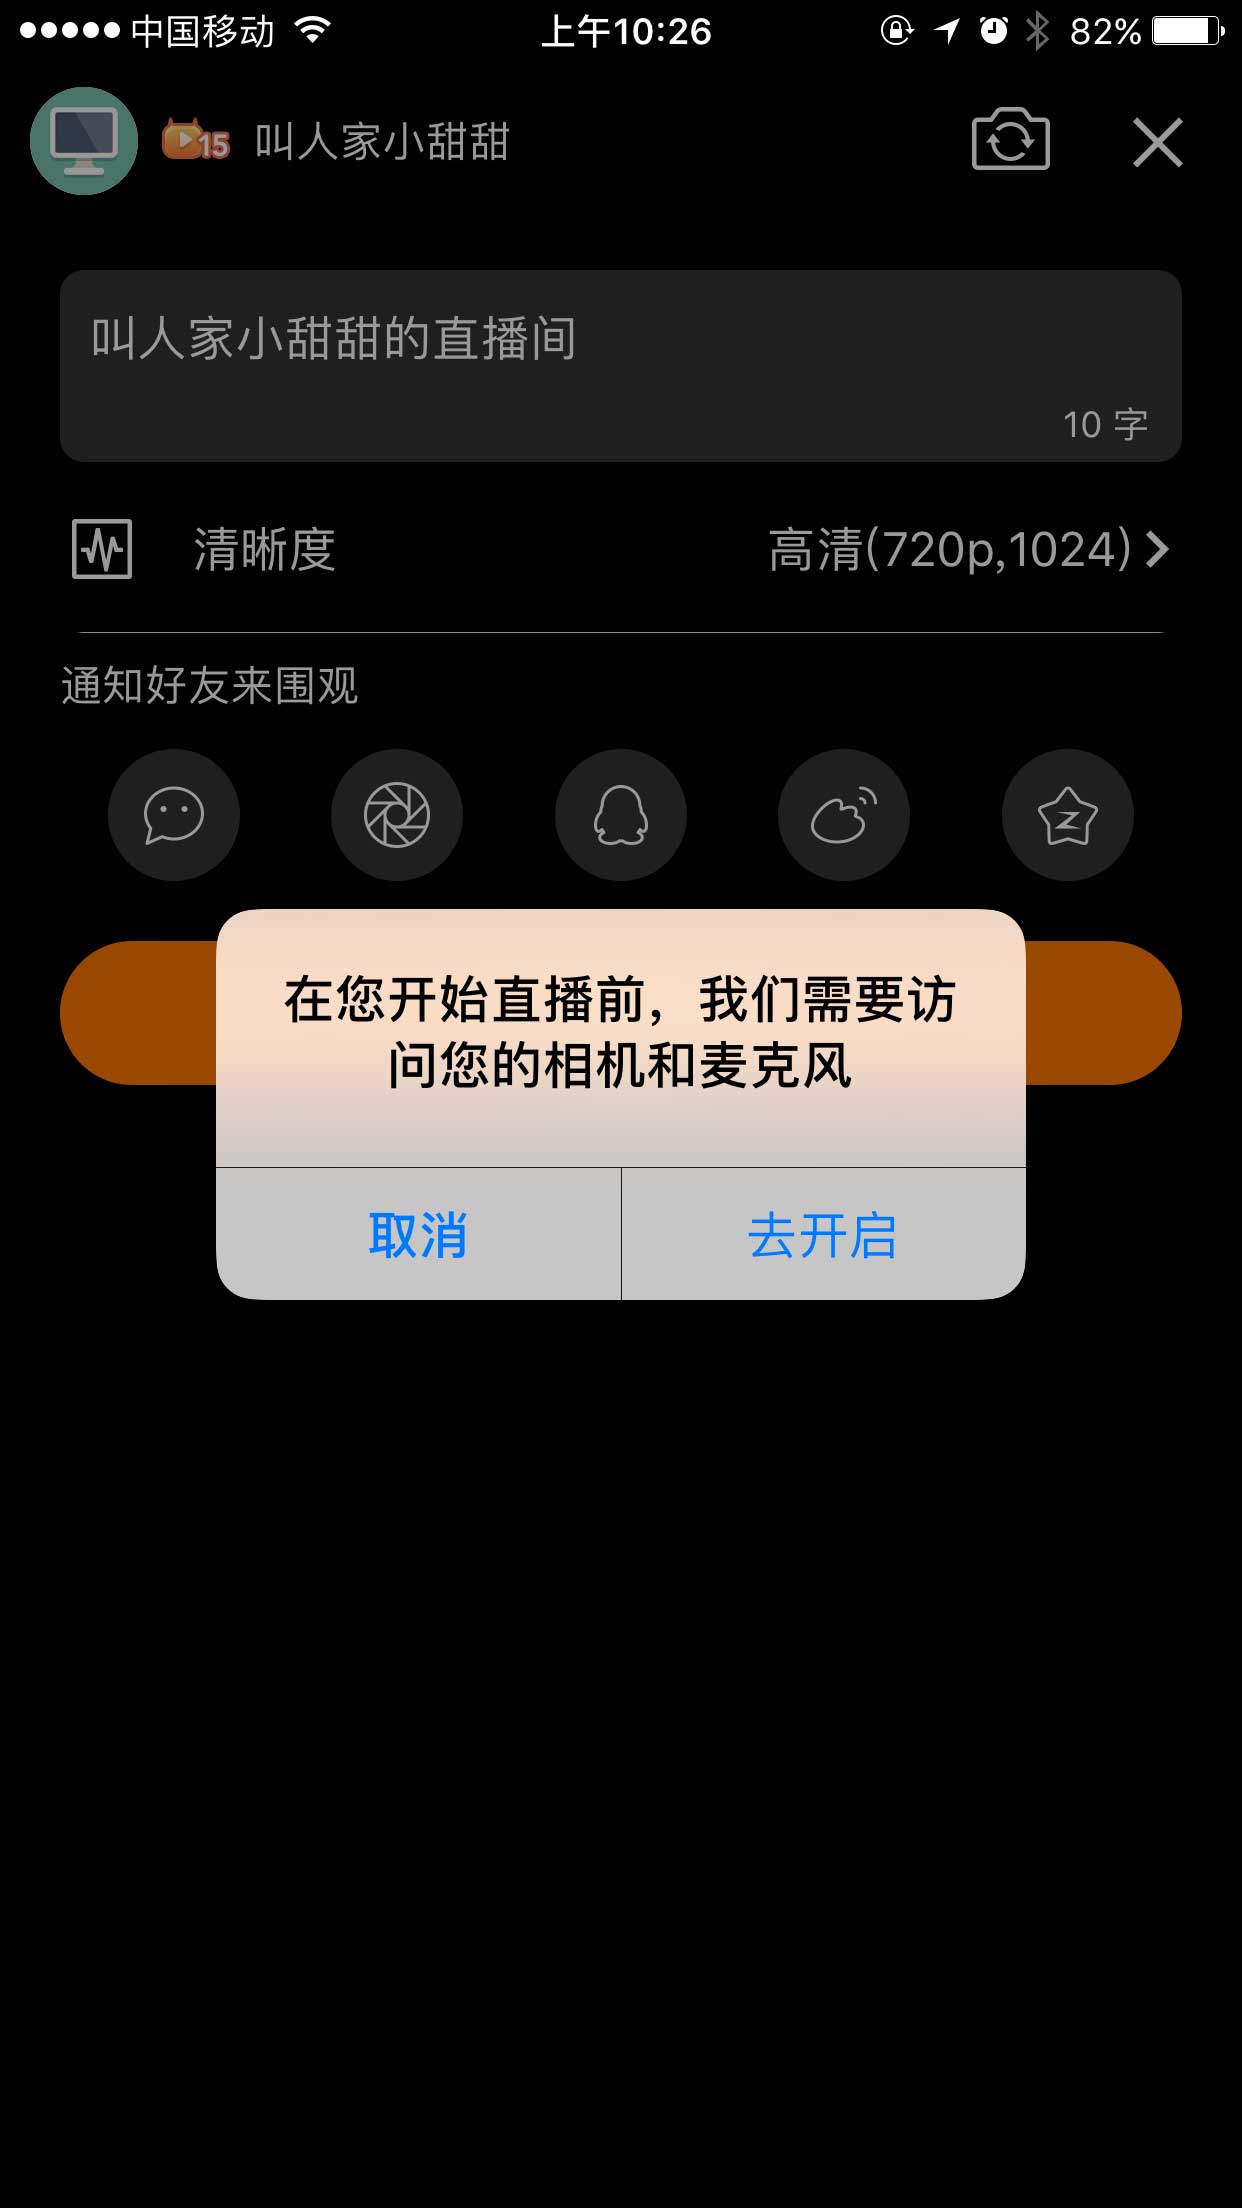 中国移动 上午10:26 82%
15 叫人家小甜甜
叫人家小甜甜的直播间
10 字
清晰度 高清(720p,1024)
通知好友来围观
在您开始直播前，我们需要访
问您的相机和麦克风
取消 去开启